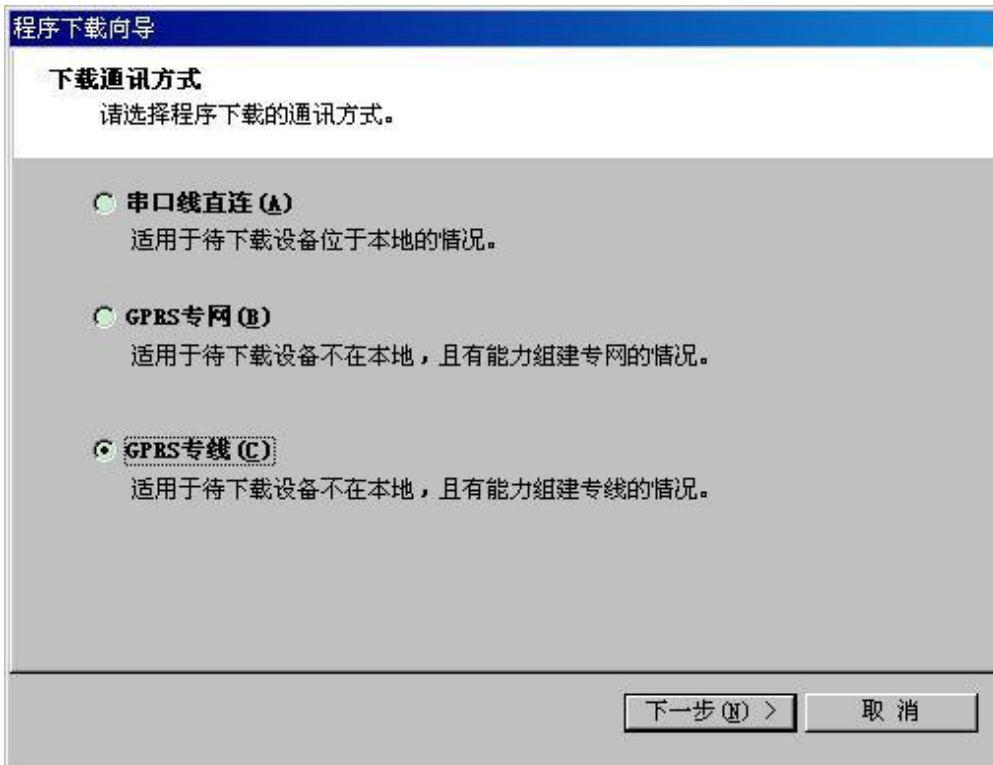 程序下载向导
下载通讯方式
请选择程序下载的通讯方式。
串口线直连(A)
适用于待下载设备位于本地的情况。
GPRS专网(B)
适用于待下载设备不在本地，且有能力组建专网的情况。
GPRS专线(C)
适用于待下载设备不在本地，且有能力组建专线的情况。
下一步(N) >
取 消